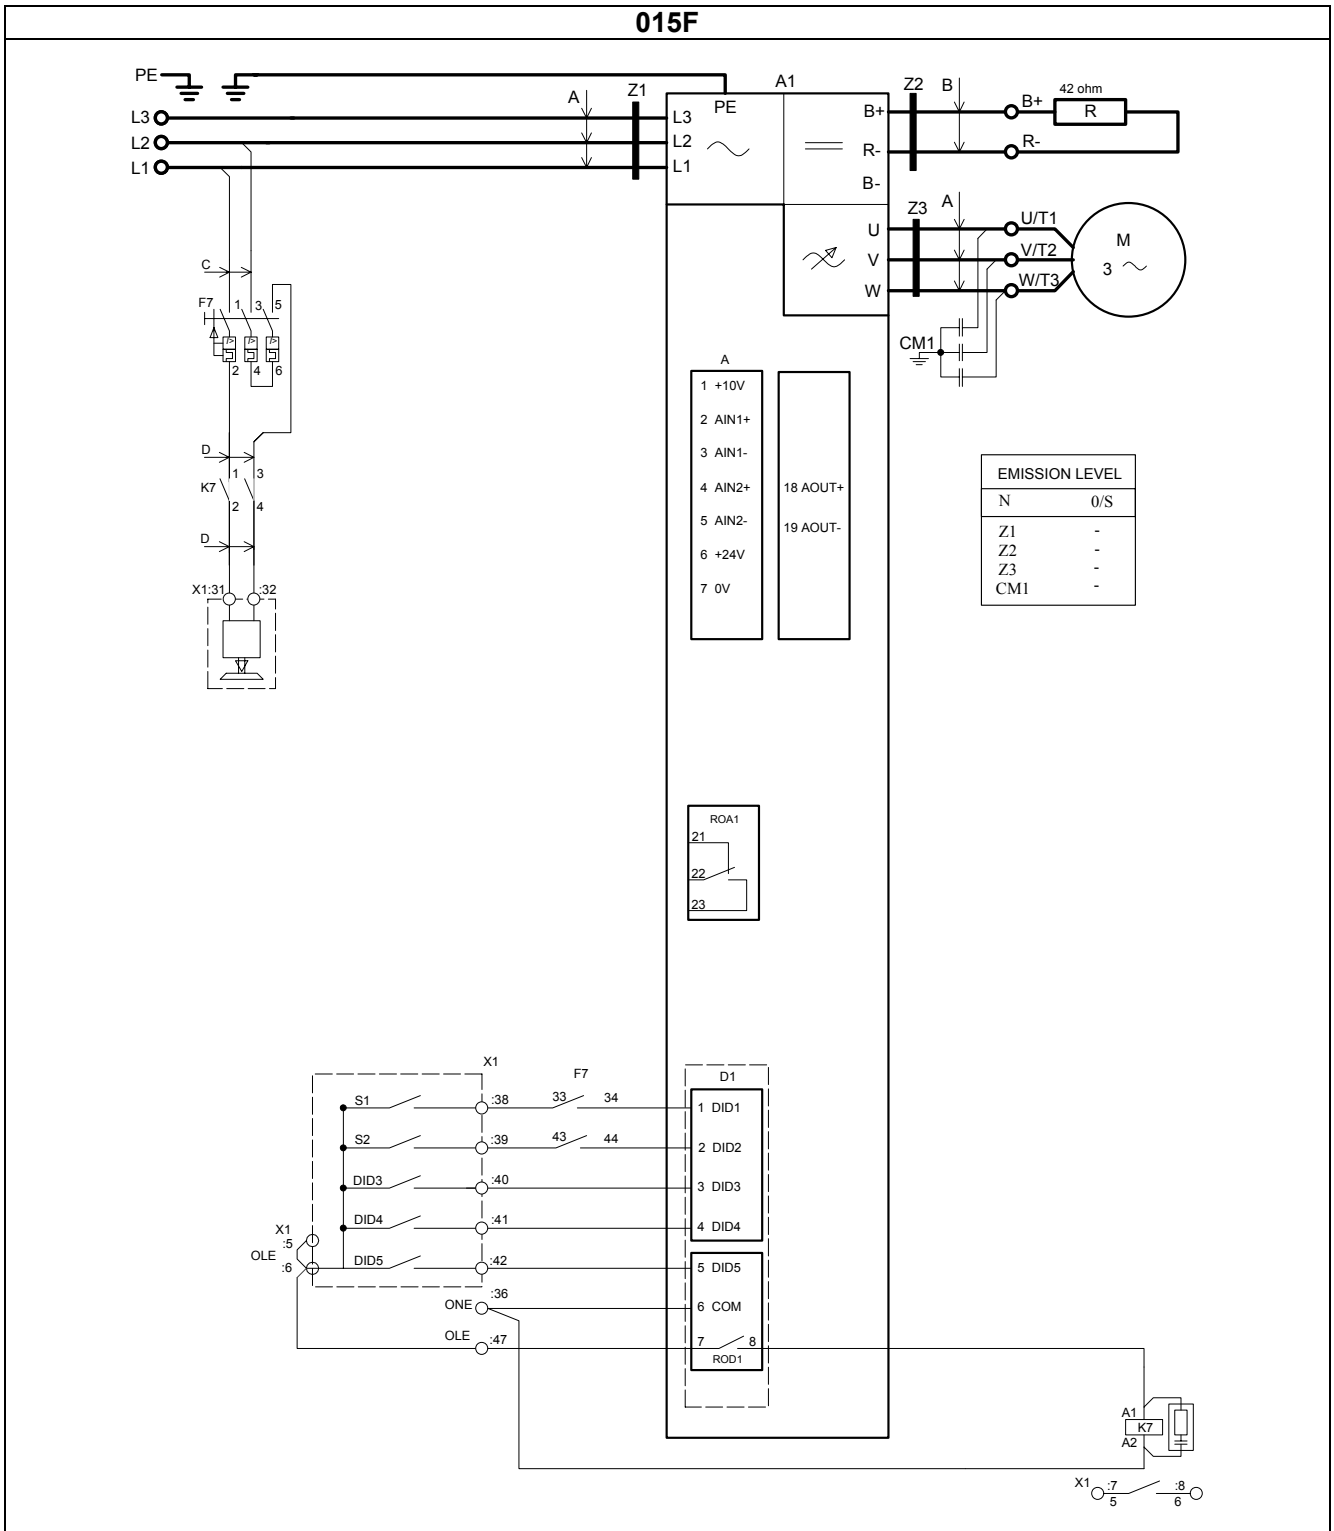 015F
PE
L3
L2
L1
A
Z1
A1
PE
L3
L2
L1
B+
R-
B-
U
V
W
Z2
B
B+
42 ohm
R
R-
Z3
A
U/T1
V/T2
W/T3
M
3
CM1
C
F7
1 3 5
I> I> I>
2 4 6
D
1 3
K7
2 4
D
X1:31 :32
A
1 +10V
2 AIN1+
3 AIN1-
4 AIN2+
5 AIN2-
6 +24V
7 0V
18 AOUT+
19 AOUT-
EMISSION LEVEL
N 0/S
Z1 -
Z2 -
Z3 -
CM1 -
ROA1
21
22
23
X1
F7
D1
S1 :38 33 34 1 DID1
S2 :39 43 44 2 DID2
DID3 :40 3 DID3
DID4 :41 4 DID4
X1
:5
OLE
:6
DID5 :42 5 DID5
ONE :36 6 COM
OLE :47 7 8
ROD1
A1
K7
A2
X1 :7 :8
5 6